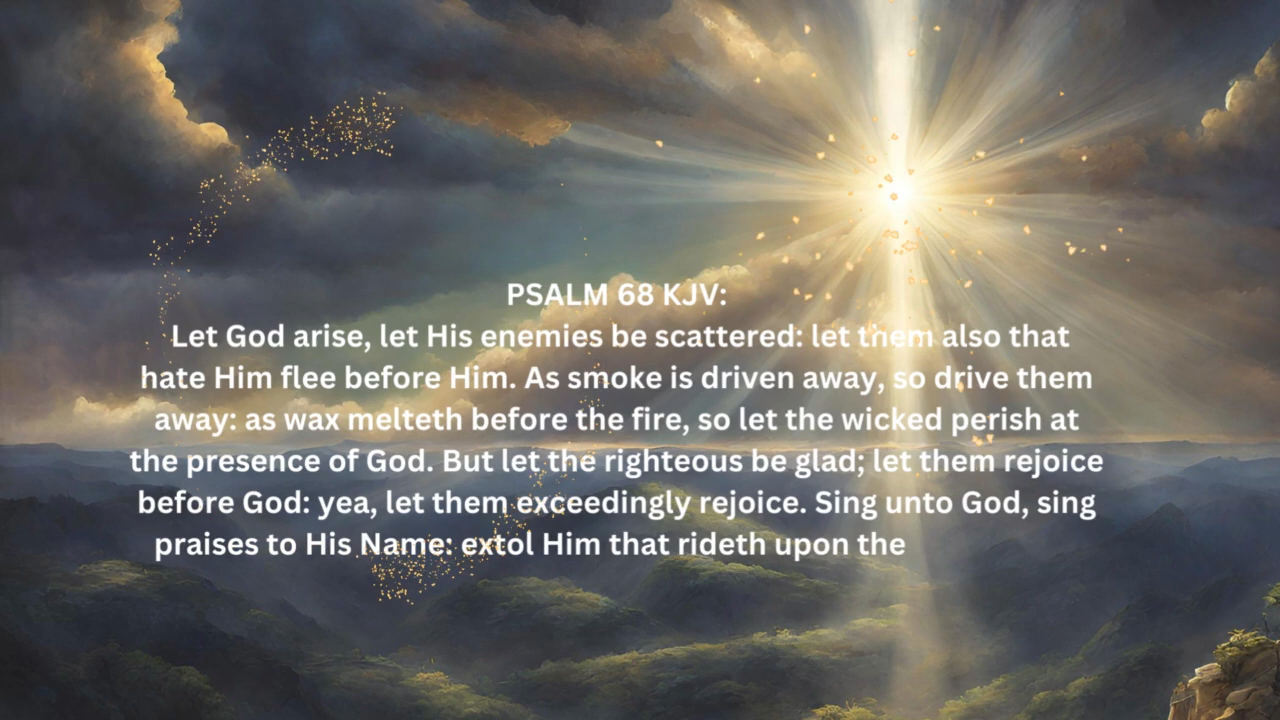 PSALM 68 KJV:
Let God arise, let His enemies be scattered: let them also that
hate Him flee before Him. As smoke is driven away, so drive them
away: as wax melteth before the fire, so let the wicked perish at
the presence of God. But let the righteous be glad; let them rejoice
before God: yea, let them exceedingly rejoice. Sing unto God, sing
praises to His Name: extol Him that rideth upon the